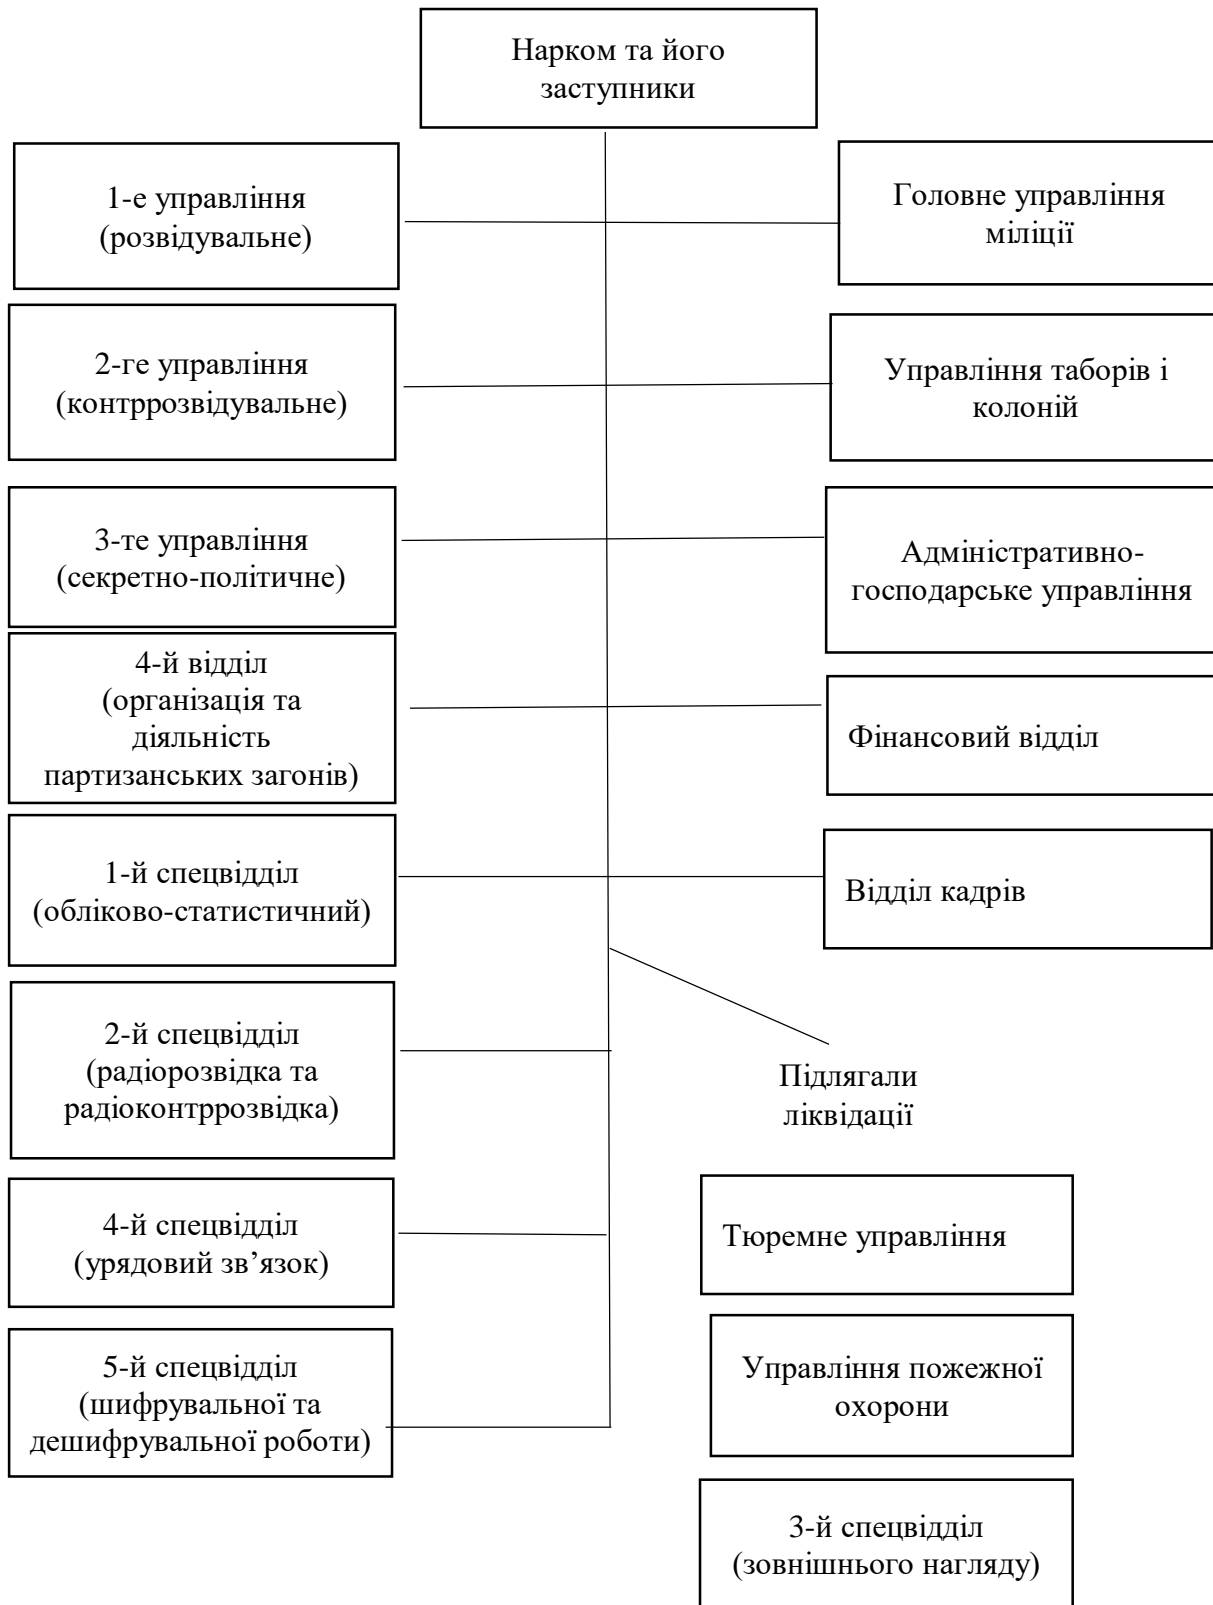 Нарком та його
заступники
1-е управління
(розвідувальне)
Головне управління
міліції
2-ге управління
(контррозвідувальне)
Управління таборів і
колоній
3-те управління
(секретно-політичне)
Адміністративно-
господарське управління
4-й відділ
(організація та
діяльність
партизанських загонів)
Фінансовий відділ
1-й спецвідділ
(обліково-статистичний)
Відділ кадрів
2-й спецвідділ
(радіорозвідка та
радіоконтррозвідка)
Підлягали
ліквідації
4-й спецвідділ
(урядовий зв’язок)
Тюремне управління
5-й спецвідділ
(шифрувальної та
дешифрувальної роботи)
Управління пожежної
охорони
3-й спецвідділ
(зовнішнього нагляду)